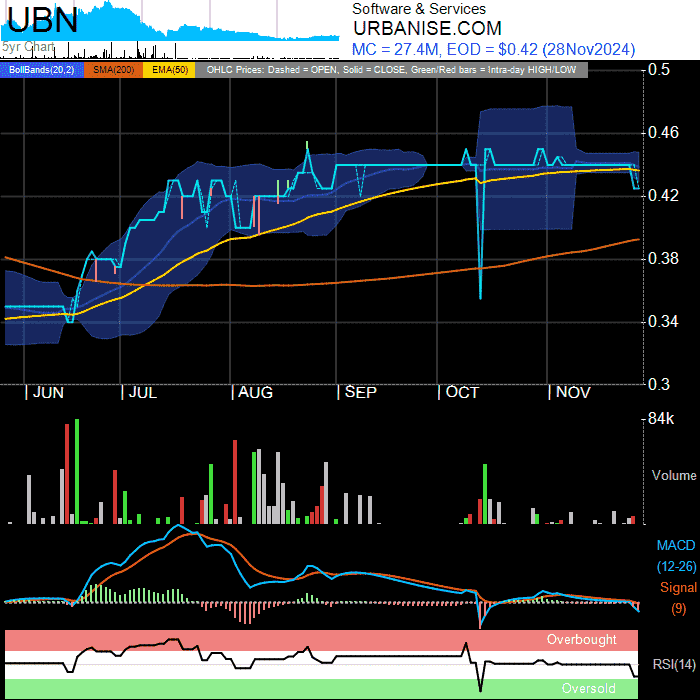 UBN
Software & Services
URBANISE.COM
5yr Chart
MC = 27.4M, EOD = $0.42 (28Nov2024)
BollBands(20,2) SMA(200) EMA(50) OHLC Prices: Dashed = OPEN, Solid = CLOSE, Green/Red bars = Intra-day HIGH/LOW
0.5
0.46
0.42
0.38
0.34
0.3
JUN JUL AUG SEP OCT NOV
84k
Volume
MACD
(12-26)
Signal
(9)
Overbought
RSI(14)
Oversold